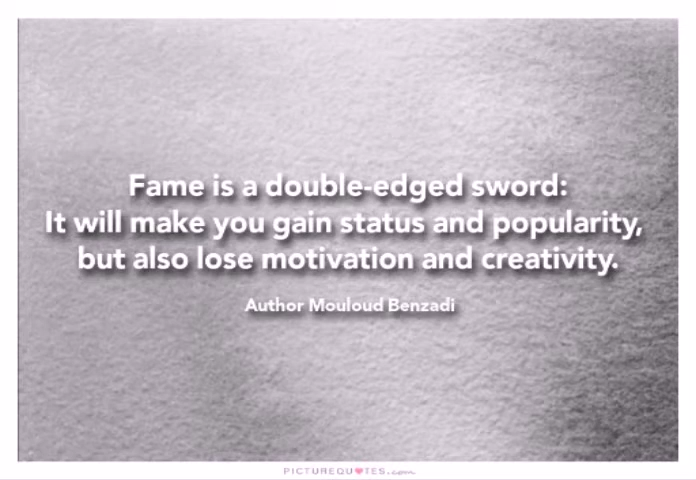 Fame is a double-edged sword:
It will make you gain status and popularity,
but also lose motivation and creativity.
Author Mouloud Benzadi
PICTUREQUOTES.com